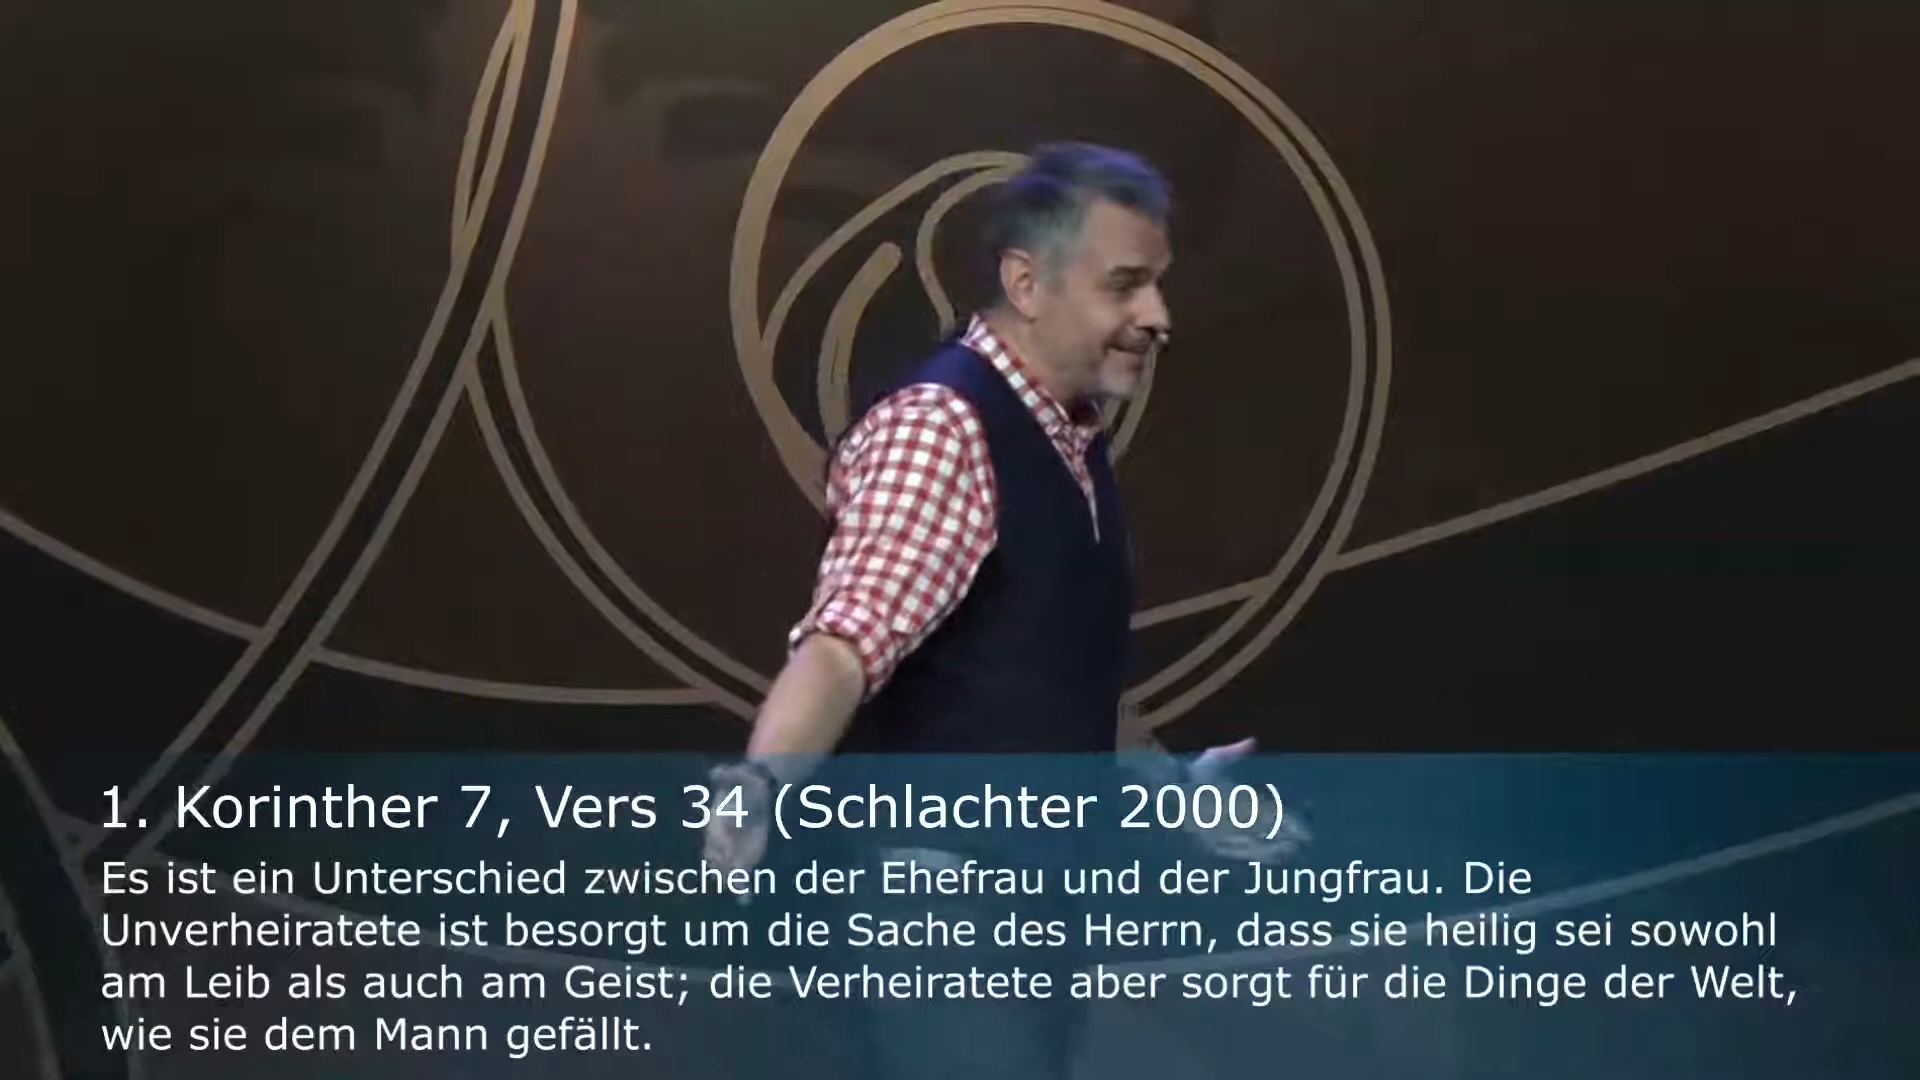 1. Korinther 7, Vers 34 (Schlachter 2000)
Es ist ein Unterschied zwischen der Ehefrau und der Jungfrau. Die
Unverheiratete ist besorgt um die Sache des Herrn, dass sie heilig sei sowohl
am Leib als auch am Geist; die Verheiratete aber sorgt für die Dinge der Welt,
wie sie dem Mann gefällt.